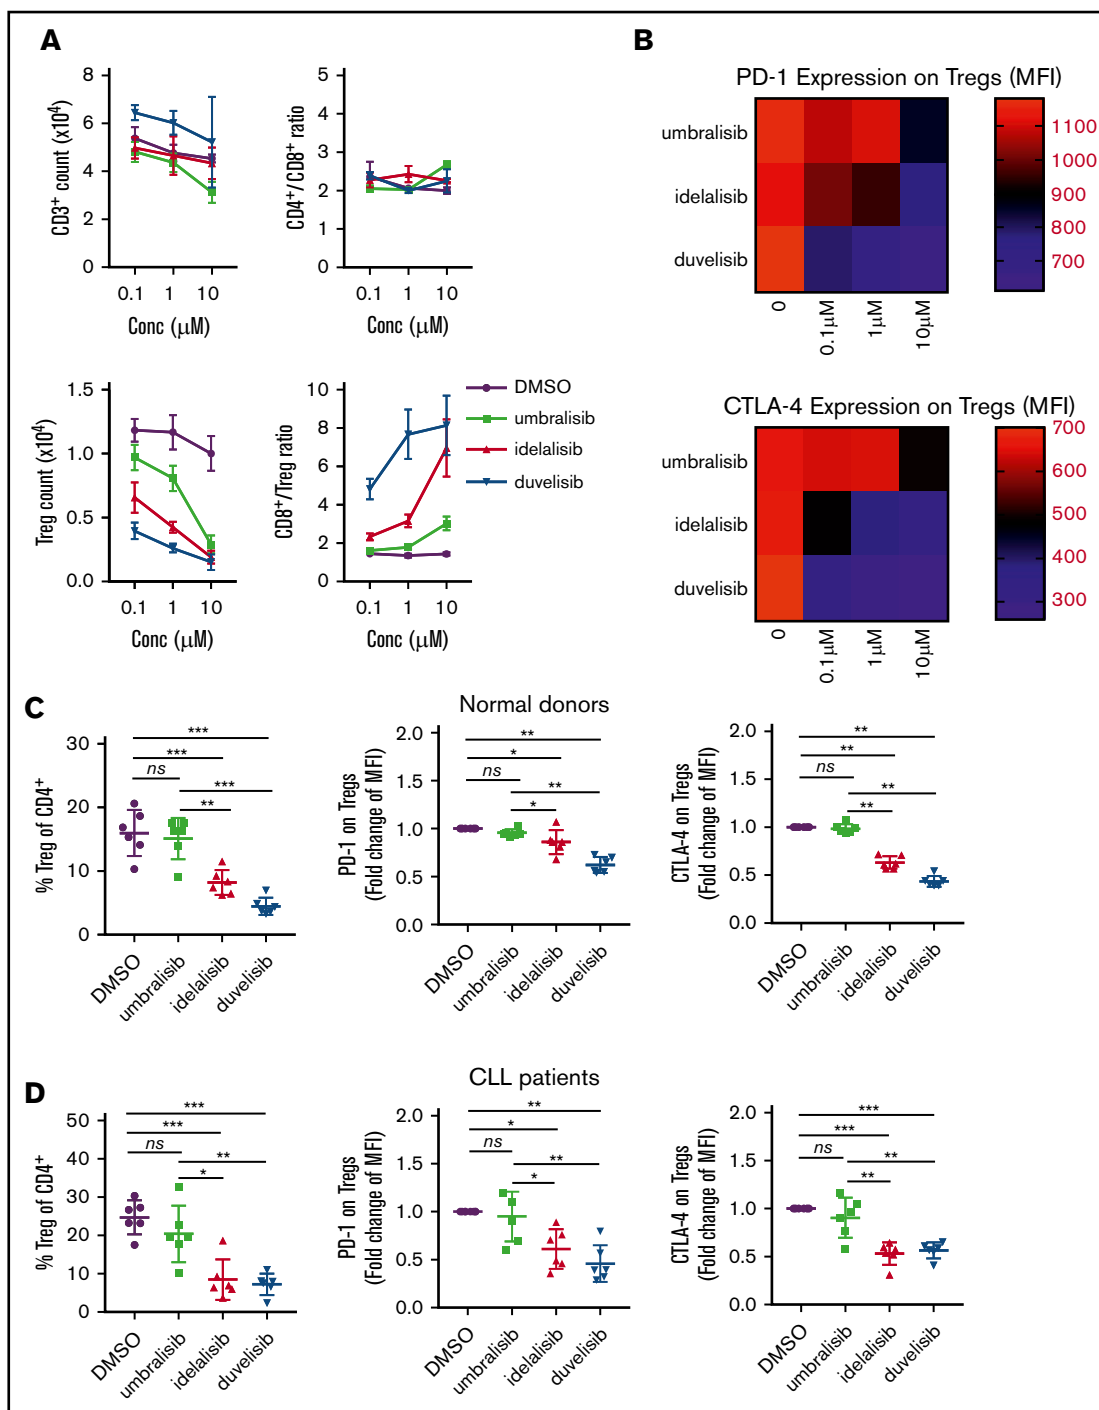 A
CD3⁺ count (x10⁴)
8
6
4
2
0
0.1 1 10
Conc (μM)
CD4⁺/CD8⁺ ratio
5
4
3
2
1
0
0.1 1 10
Conc (μM)
Treg count (x10⁴)
1.5
1.0
0.5
0.0
0.1 1 10
Conc (μM)
CD8⁺/Treg ratio
10
8
6
4
2
0
0.1 1 10
Conc (μM)
DMSO
umbralisib
idelalisib
duvelisib
B
PD-1 Expression on Tregs (MFI)
umbralisib
idelalisib
duvelisib
0 0.1μM 1μM 10μM
1100
1000
900
800
700
CTLA-4 Expression on Tregs (MFI)
umbralisib
idelalisib
duvelisib
0 0.1μM 1μM 10μM
700
600
500
400
300
C
Normal donors
% Treg of CD4⁺
30
20
10
0
***
***
ns
***
**
DMSO umbralisib idelalisib duvelisib
PD-1 on Tregs
(Fold change of MFI)
2.0
1.5
1.0
0.5
0.0
**
*
ns
**
*
DMSO umbralisib idelalisib duvelisib
CTLA-4 on Tregs
(Fold change of MFI)
2.0
1.5
1.0
0.5
0.0
**
**
ns
**
**
DMSO umbralisib idelalisib duvelisib
D
CLL patients
% Treg of CD4⁺
50
40
30
20
10
0
***
***
ns
**
*
DMSO umbralisib idelalisib duvelisib
PD-1 on Tregs
(Fold change of MFI)
2.0
1.5
1.0
0.5
0.0
**
*
ns
**
*
DMSO umbralisib idelalisib duvelisib
CTLA-4 on Tregs
(Fold change of MFI)
2.0
1.5
1.0
0.5
0.0
***
***
ns
**
**
DMSO umbralisib idelalisib duvelisib